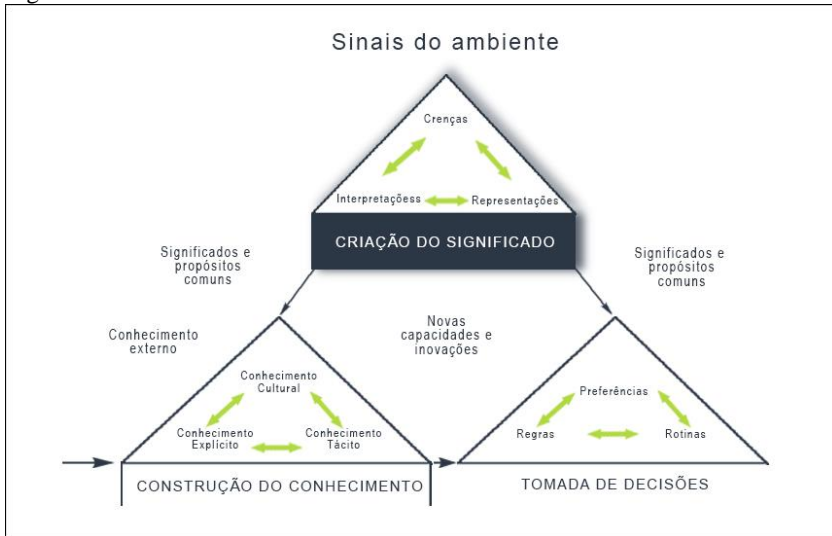 Sinais do ambiente
Crenças
Interpretaçõess
Representações
CRIAÇÃO DO SIGNIFICADO
Significados e
propósitos
comuns
Significados e
propósitos
comuns
Conhecimento
externo
Novas
capacidades e
inovações
Conhecimento
Cultural
Conhecimento
Explícito
Conhecimento
Tácito
Preferências
Regras
Rotinas
CONSTRUÇÃO DO CONHECIMENTO
TOMADA DE DECISÕES